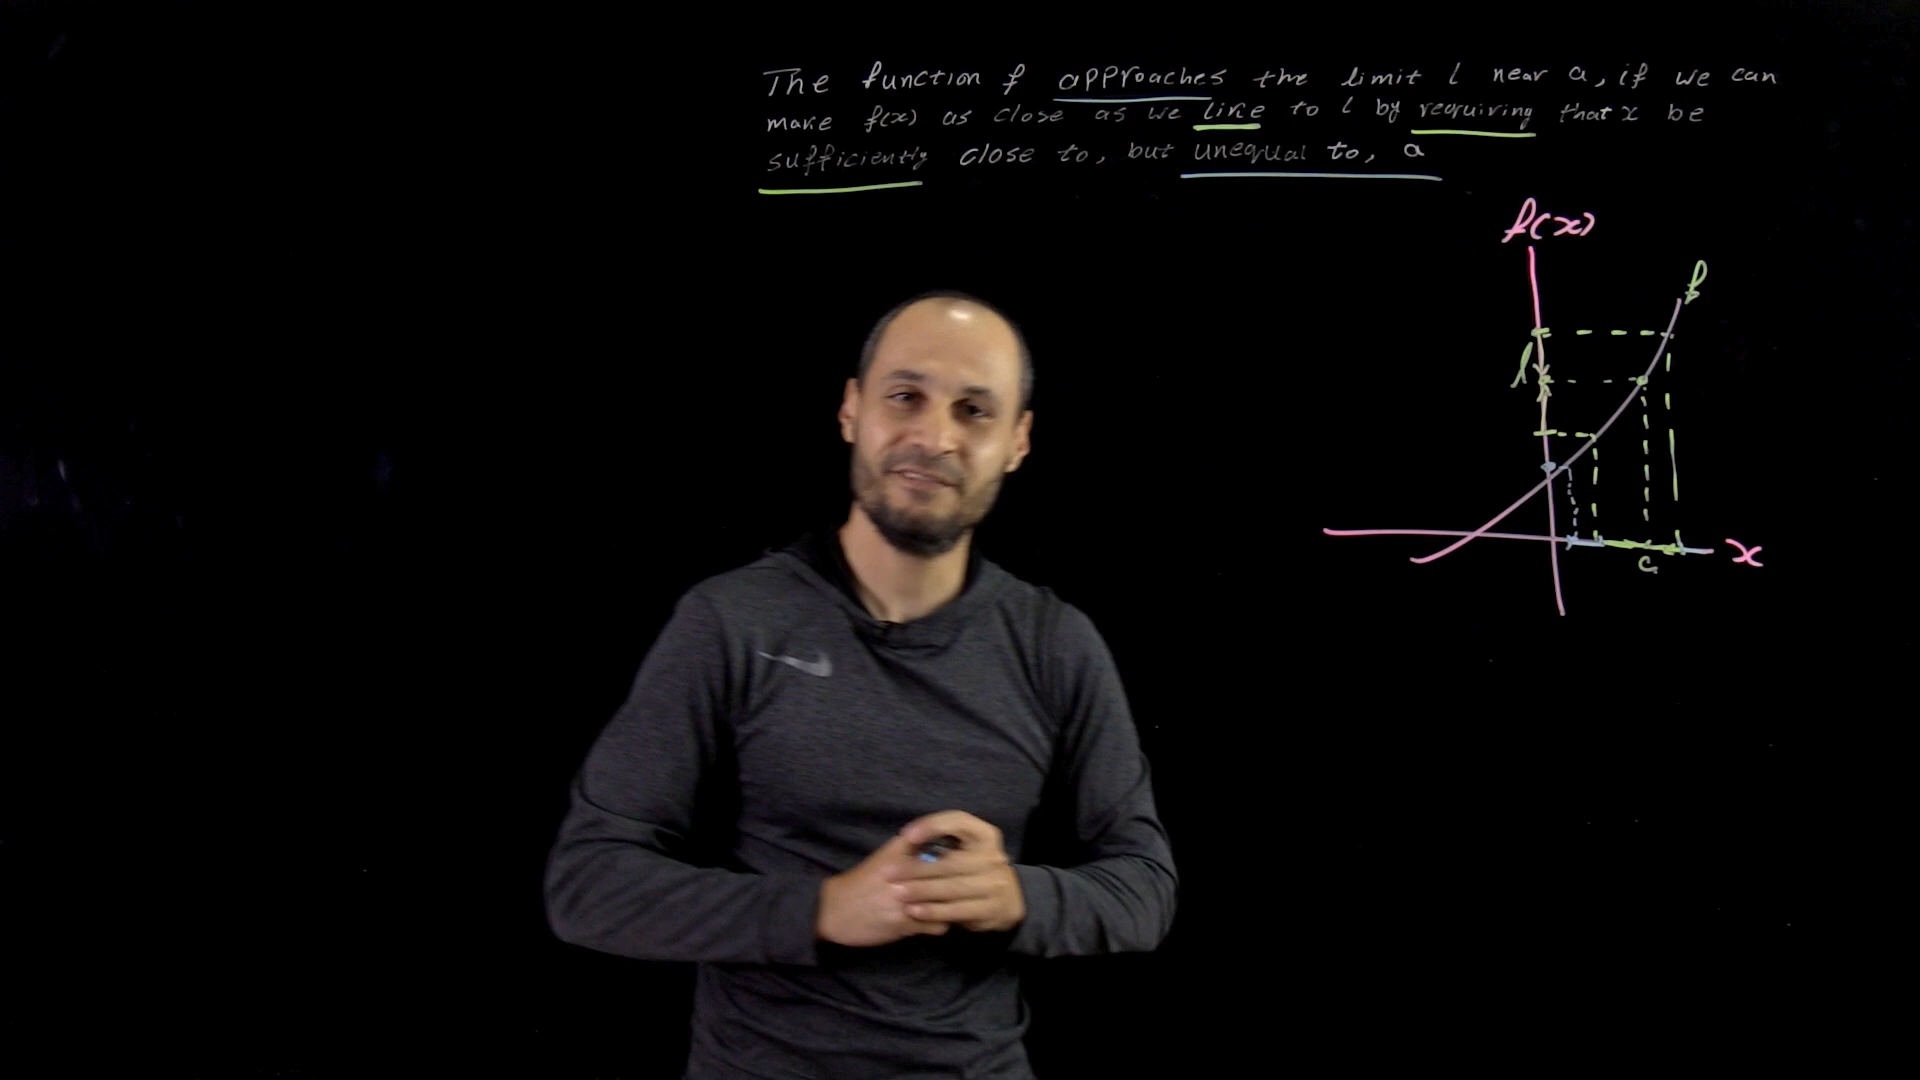 The function f approaches the limit l near a, if we can
make f(x) as close as we like to l by requiring that x be
sufficiently close to, but unequal to, a
f(x)
f
l
x
a